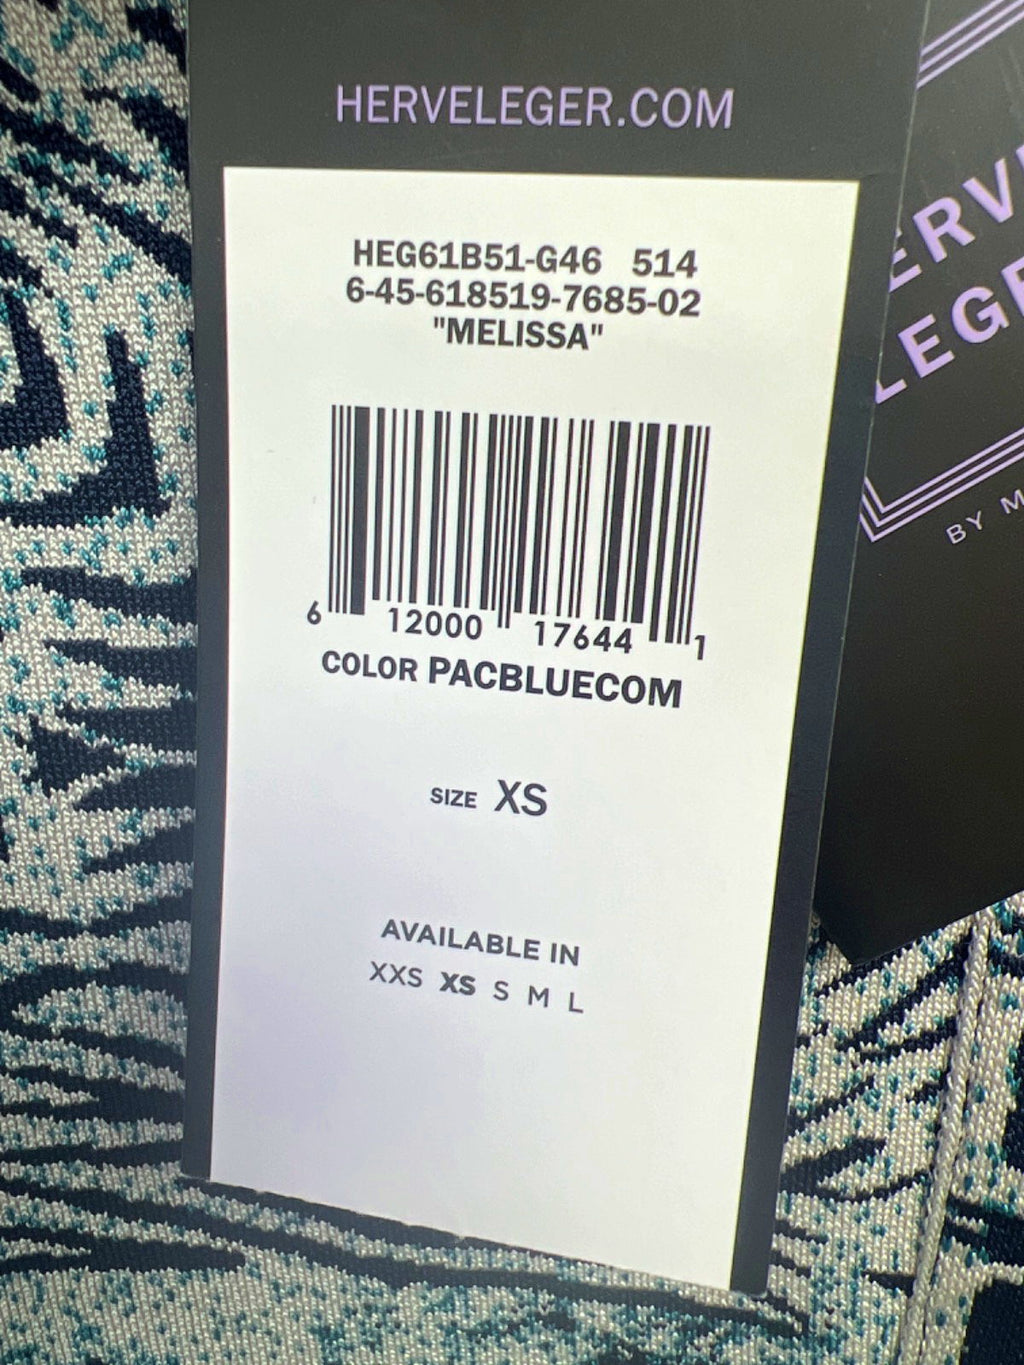 HERVELEGER.COM
HEG61B51-G46 514
6-45-618519-7685-02
"MELISSA"
6 12000 17644 1
COLOR PACBLUECOM
SIZE XS
AVAILABLE IN
XXS XS S M L
BY